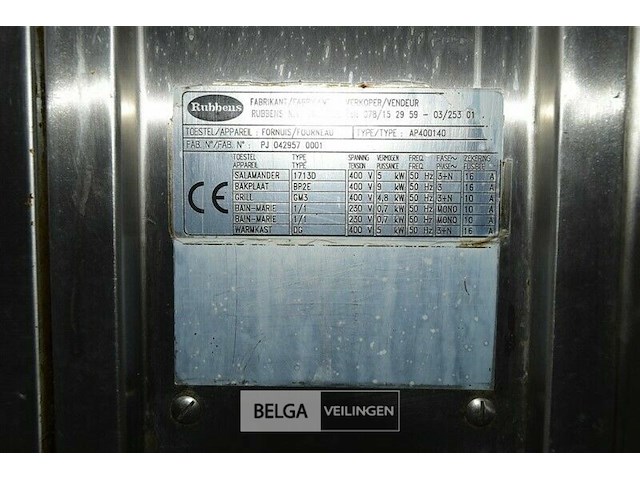 Rubbens
FABRIKANT/FABRICANT VERKOPER/VENDEUR
RUBBENS 078/15 29 59 - 03/253 01
TOESTEL/APPAREIL : FORNUIS/FOURNEAU TYPE/TYPE : AP400140
FAB. N°/FAB. N° : PJ 042957 0001
TOESTEL TYPE SPANN VERMOGEN FREQ FASE~ ZEKERING
APPAREIL TYPE TENSION PUISSANCE FREQ. PHASE~ FUSIBLE
SALAMANDER 1713D 400 V 5 kW 50 Hz 3+N 16 A
BAKPLAAT BP2E 400 V 9 kW 50 Hz 3 16 A
GRILL GM3 400 V 4,8 kW 50 Hz 3+N 10 A
BAIN-MARIE 1/1 230 V 0,7 kW 50 Hz MONO 10 A
BAIN-MARIE 1/1 230 V 0,7 kW 50 Hz MONO 10 A
WARMKAST DG 400 V 5 kW 50 Hz 3+N 16 A
CE
BELGA VEILINGEN